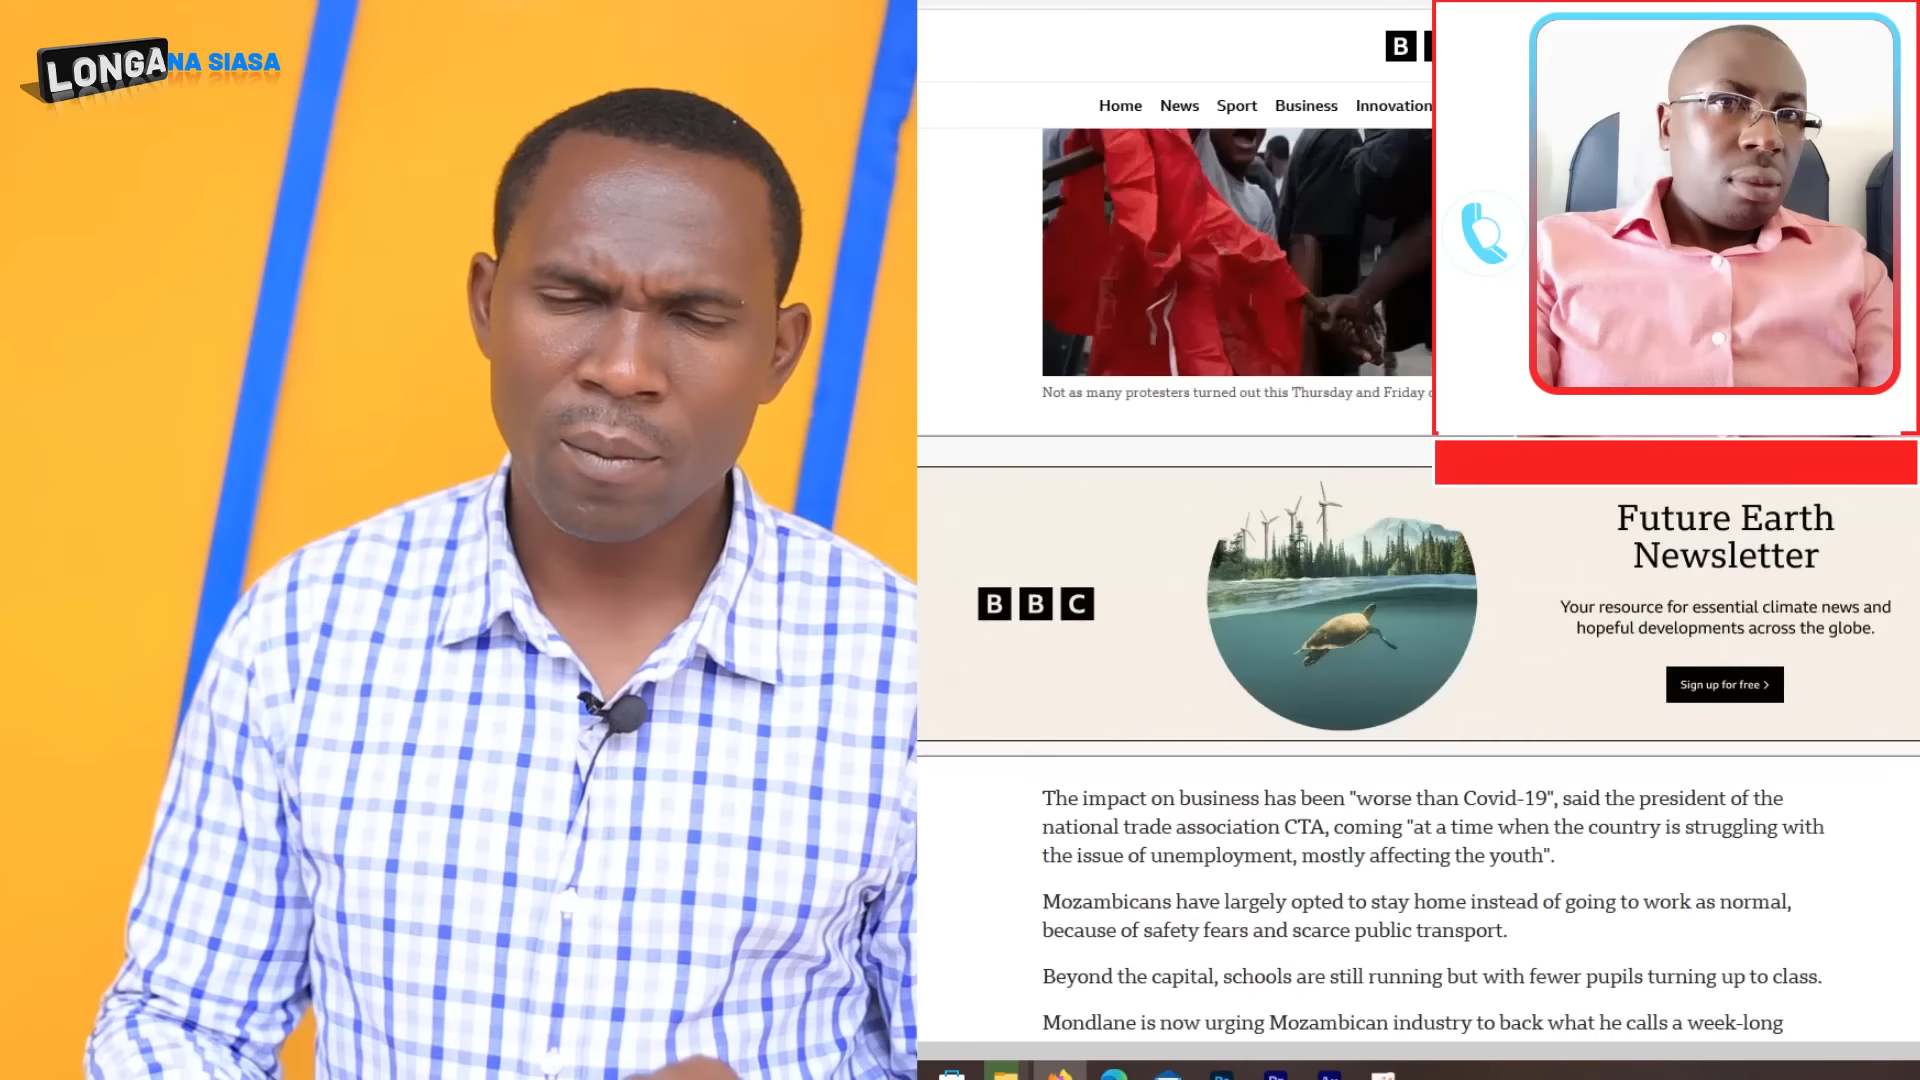 LONGA NA SIASA
B
Home News Sport Business Innovation
Not as many protesters turned out this Thursday and Friday
BBC
Future Earth
Newsletter
Your resource for essential climate news and
hopeful developments across the globe.
Sign up for free >
The impact on business has been "worse than Covid-19", said the president of the
national trade association CTA, coming "at a time when the country is struggling with
the issue of unemployment, mostly affecting the youth".
Mozambicans have largely opted to stay home instead of going to work as normal,
because of safety fears and scarce public transport.
Beyond the capital, schools are still running but with fewer pupils turning up to class.
Mondlane is now urging Mozambican industry to back what he calls a week-long